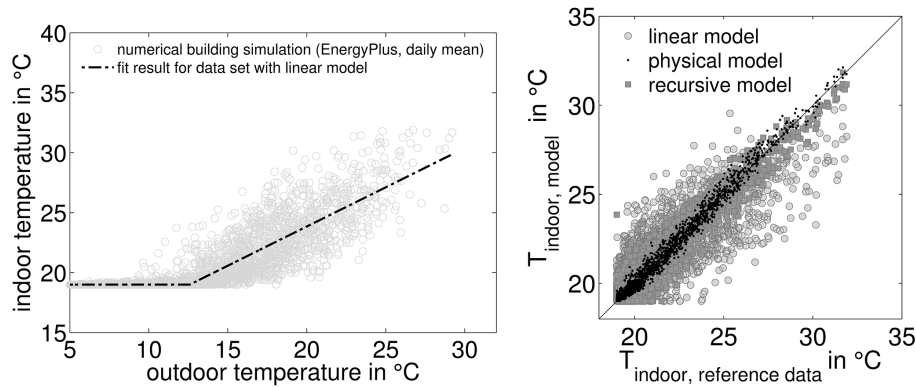 40
35
30
25
20
15
5
10
15
20
25
30
indoor temperature in °C
outdoor temperature in °C
numerical building simulation (EnergyPlus, daily mean)
fit result for data set with linear model
35
30
25
20
20
25
30
35
T indoor, model in °C
T indoor, reference data in °C
linear model
physical model
recursive model